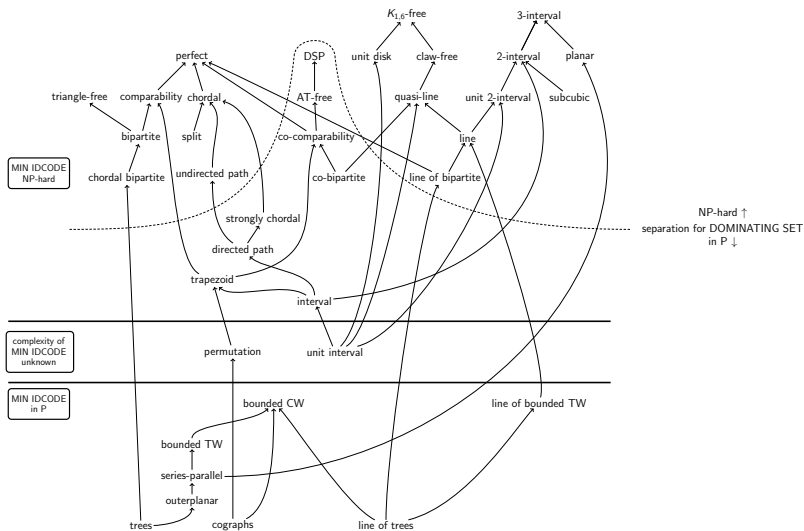 K1,6-free
3-interval
perfect
DSP
unit disk
claw-free
2-interval
planar
triangle-free
comparability
chordal
AT-free
quasi-line
unit 2-interval
subcubic
bipartite
split
co-comparability
line
MIN IDCODE
NP-hard
chordal bipartite
undirected path
co-bipartite
line of bipartite
strongly chordal
NP-hard ↑
separation for DOMINATING SET
in P ↓
directed path
trapezoid
interval
complexity of
MIN IDCODE
unknown
permutation
unit interval
MIN IDCODE
in P
bounded CW
line of bounded TW
bounded TW
series-parallel
outerplanar
trees
cographs
line of trees